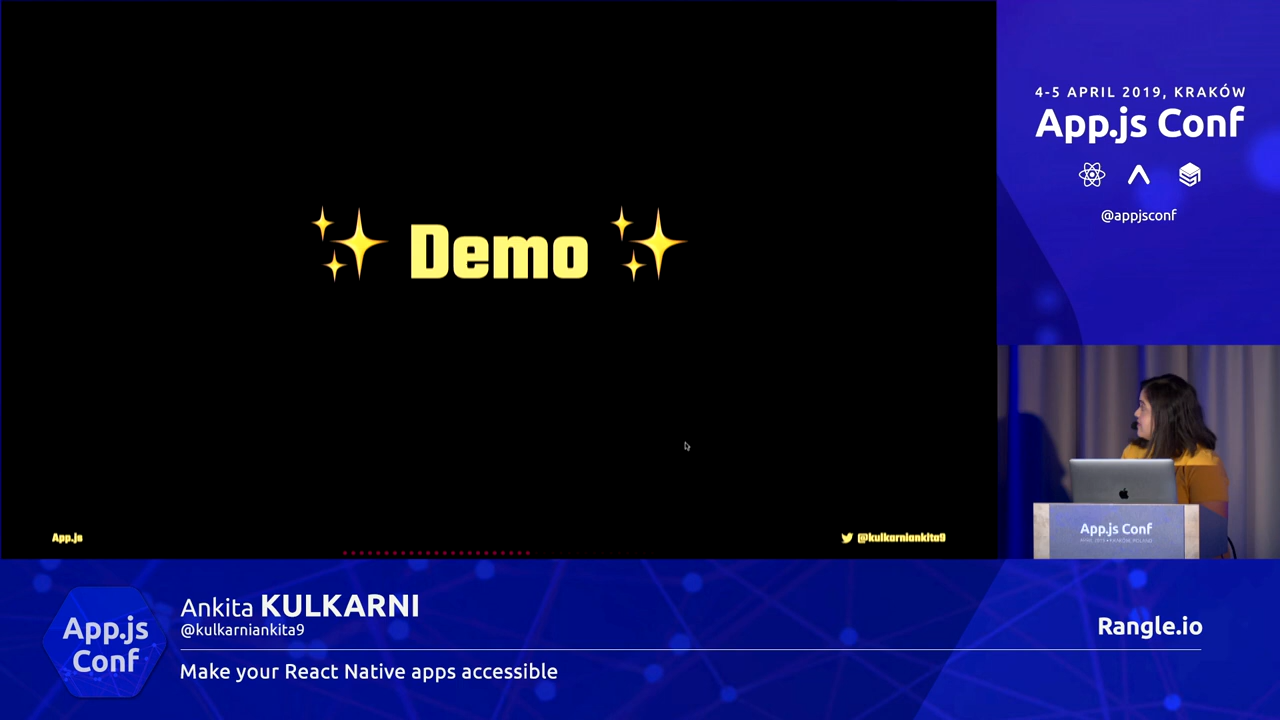 Demo
App.js
@kulkarniankita9
4-5 APRIL 2019, KRAKÓW
App.js Conf
@appjsconf
App.js Conf
App.js
Conf
Ankita KULKARNI
@kulkarniankita9
Make your React Native apps accessible
Rangle.io